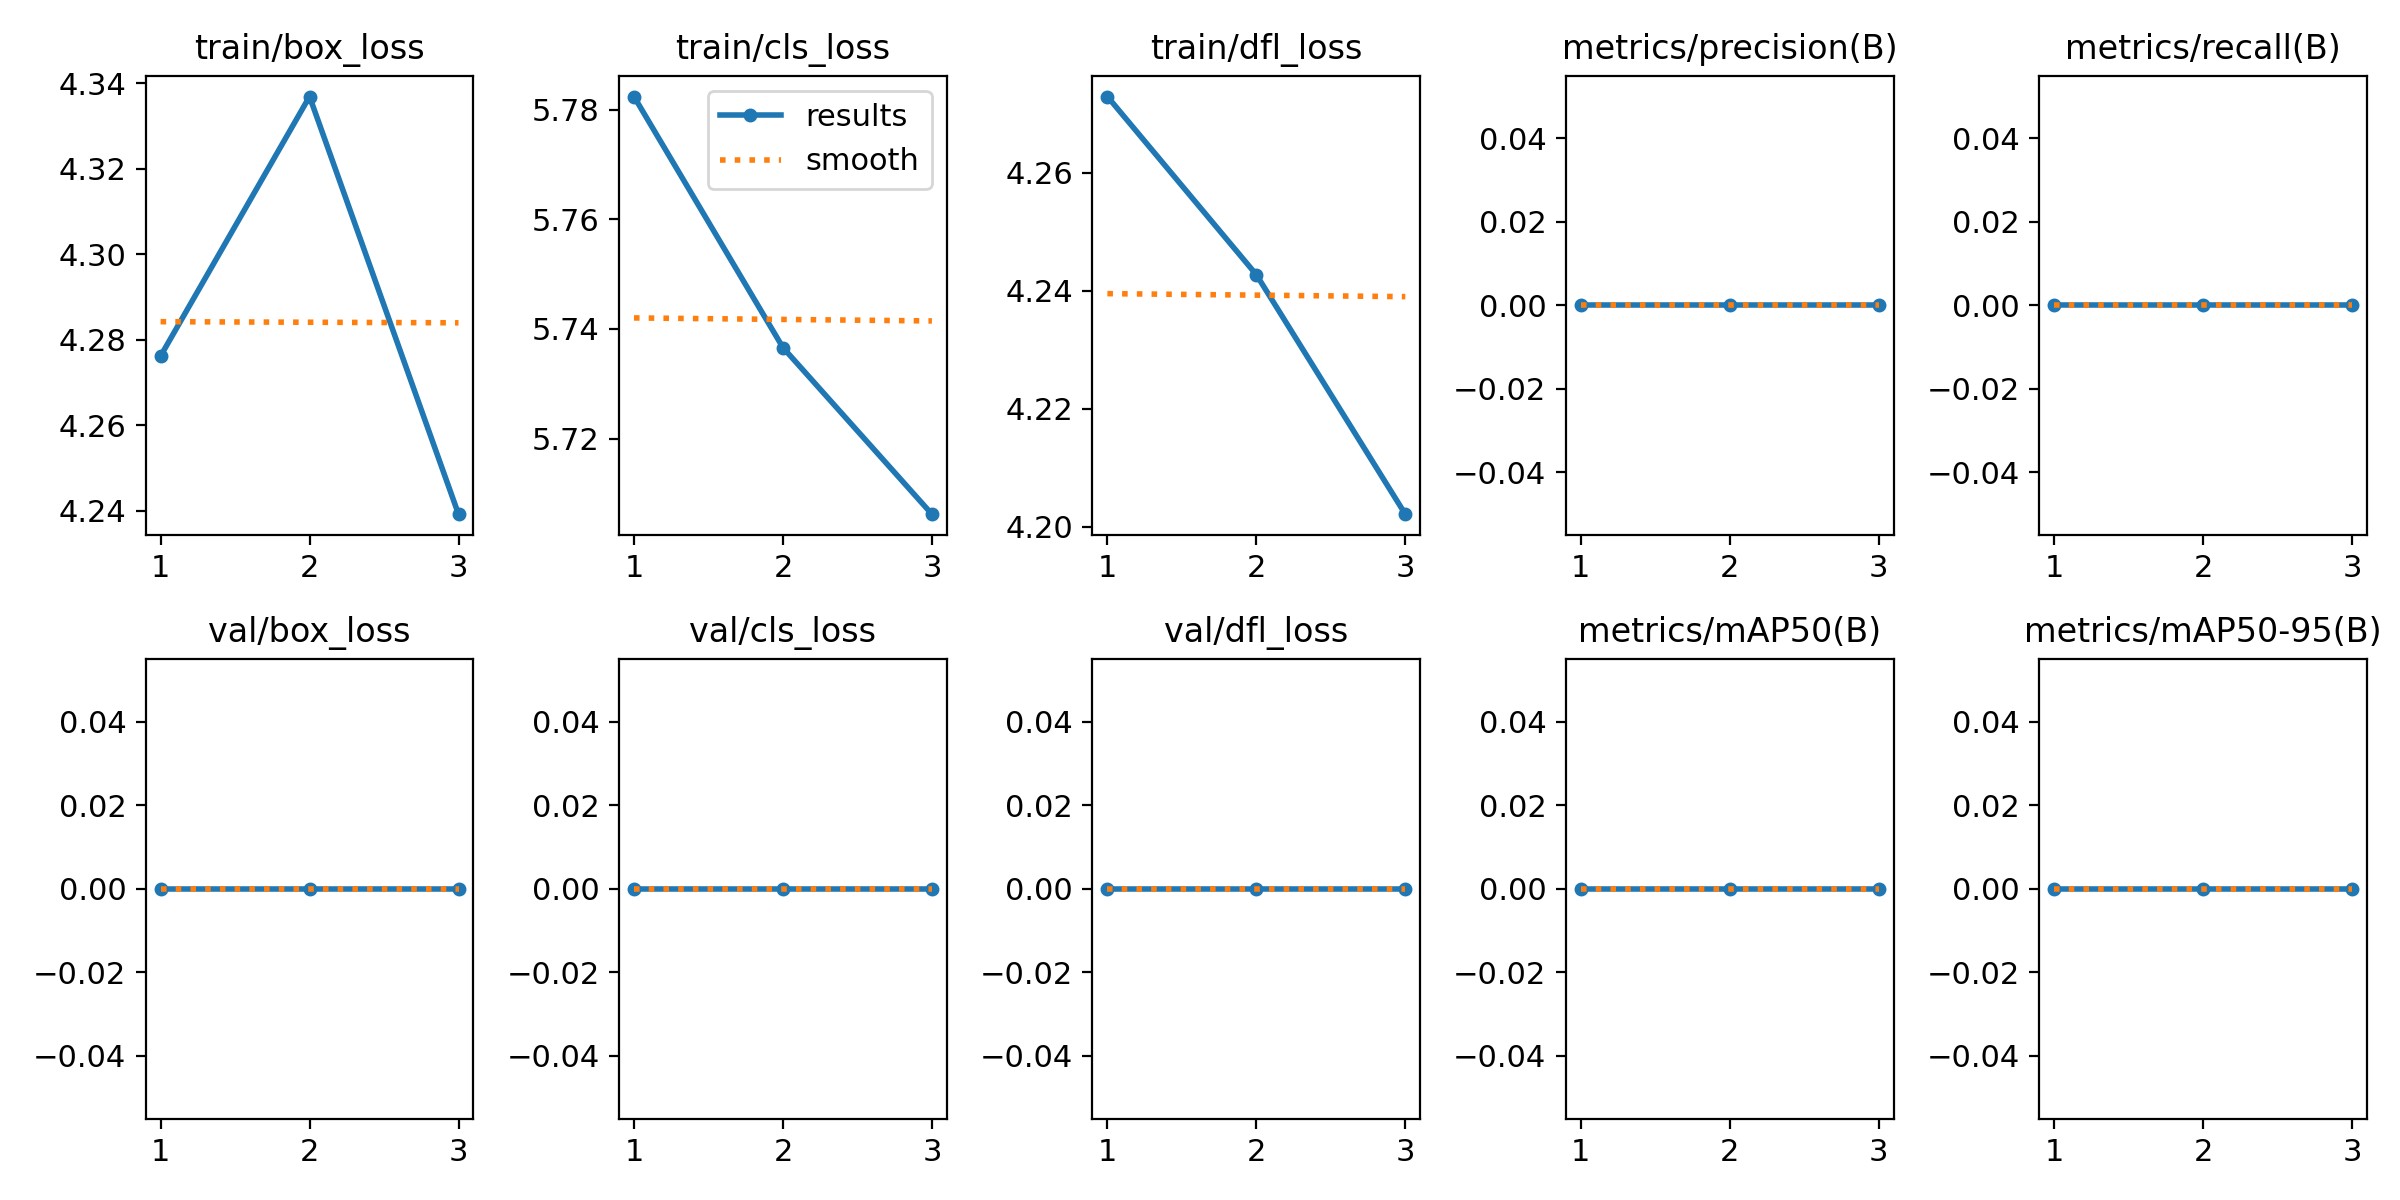 train/box_loss
4.34
4.32
4.30
4.28
4.26
4.24
1 2 3
train/cls_loss
results
smooth
5.78
5.76
5.74
5.72
1 2 3
train/dfl_loss
4.26
4.24
4.22
4.20
1 2 3
metrics/precision(B)
0.04
0.02
0.00
−0.02
−0.04
1 2 3
metrics/recall(B)
0.04
0.02
0.00
−0.02
−0.04
1 2 3
val/box_loss
0.04
0.02
0.00
−0.02
−0.04
1 2 3
val/cls_loss
0.04
0.02
0.00
−0.02
−0.04
1 2 3
val/dfl_loss
0.04
0.02
0.00
−0.02
−0.04
1 2 3
metrics/mAP50(B)
0.04
0.02
0.00
−0.02
−0.04
1 2 3
metrics/mAP50-95(B)
0.04
0.02
0.00
−0.02
−0.04
1 2 3